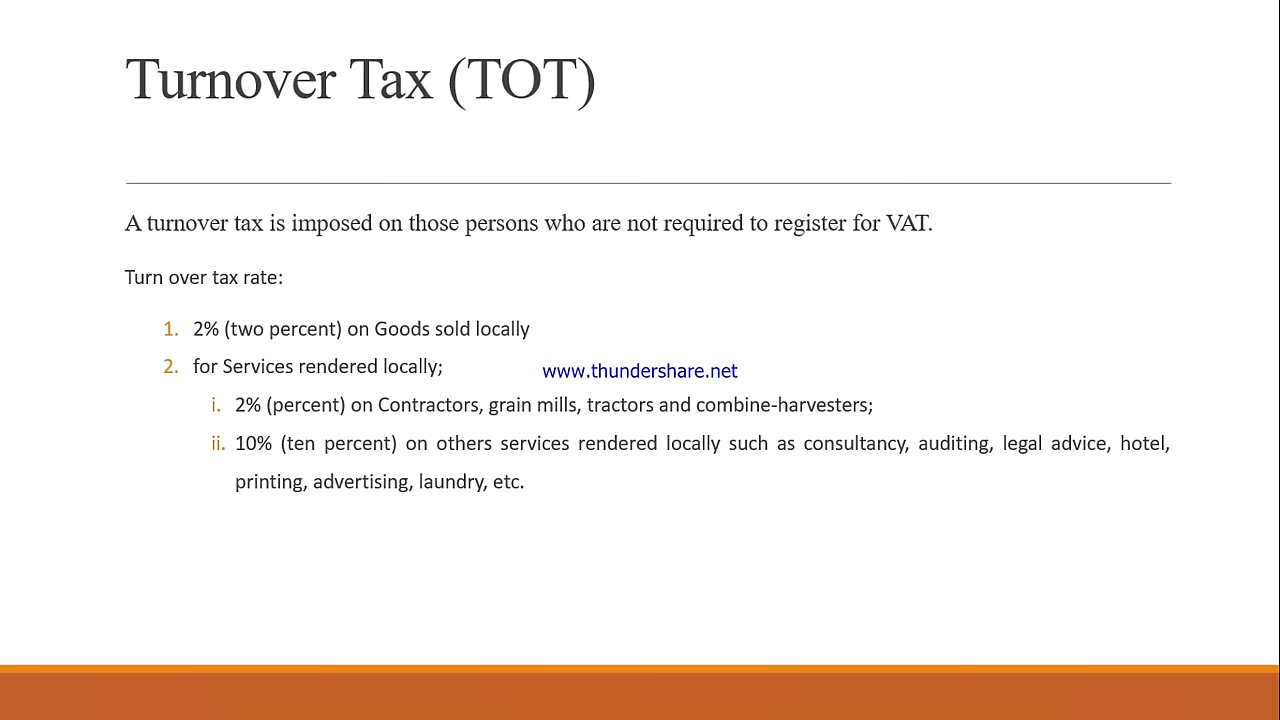 Turnover Tax (TOT)
A turnover tax is imposed on those persons who are not required to register for VAT.
Turn over tax rate:
1. 2% (two percent) on Goods sold locally
2. for Services rendered locally;
www.thundershare.net
i. 2% (percent) on Contractors, grain mills, tractors and combine-harvesters;
ii. 10% (ten percent) on others services rendered locally such as consultancy, auditing, legal advice, hotel,
printing, advertising, laundry, etc.